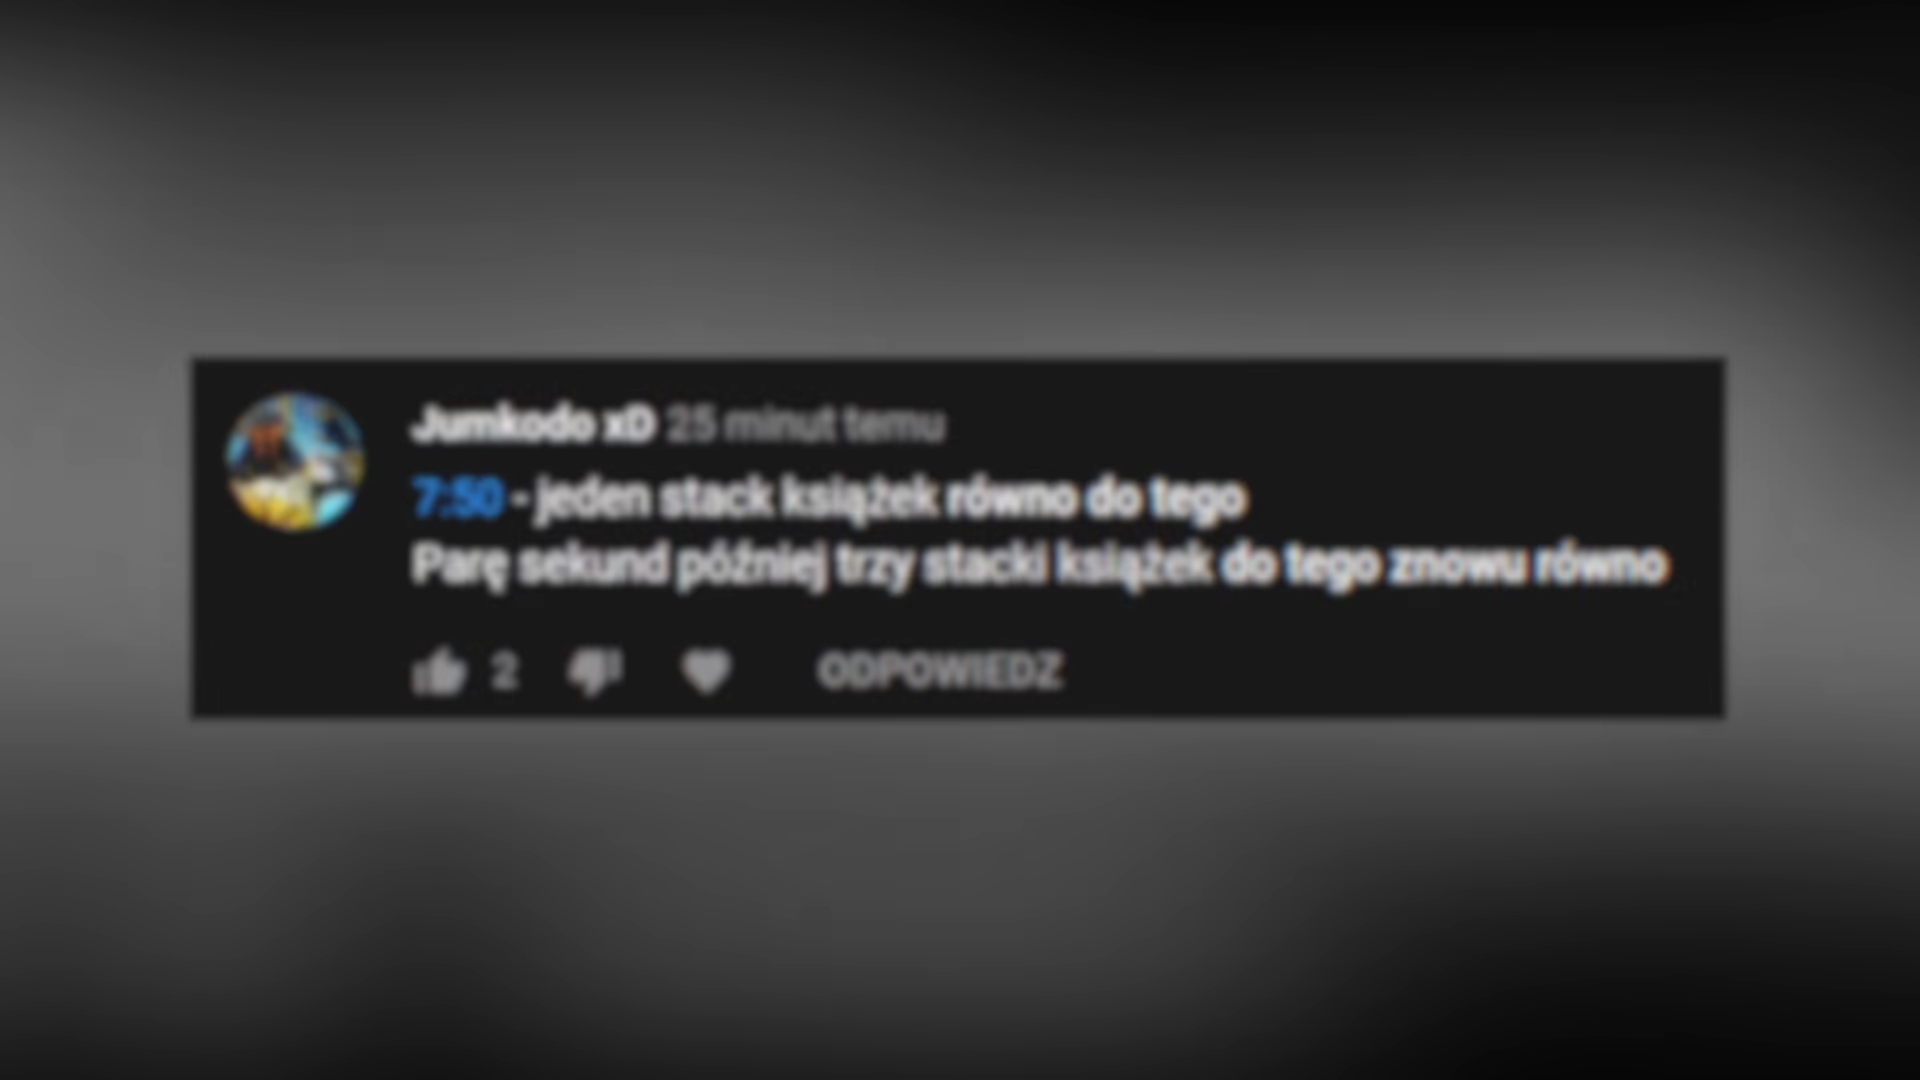 Jumkodo xD 25 minut temu
7:50 - jeden stack książek równo do tego
Parę sekund później trzy stacki książek do tego znowu równo
2 ODPOWIEDZ